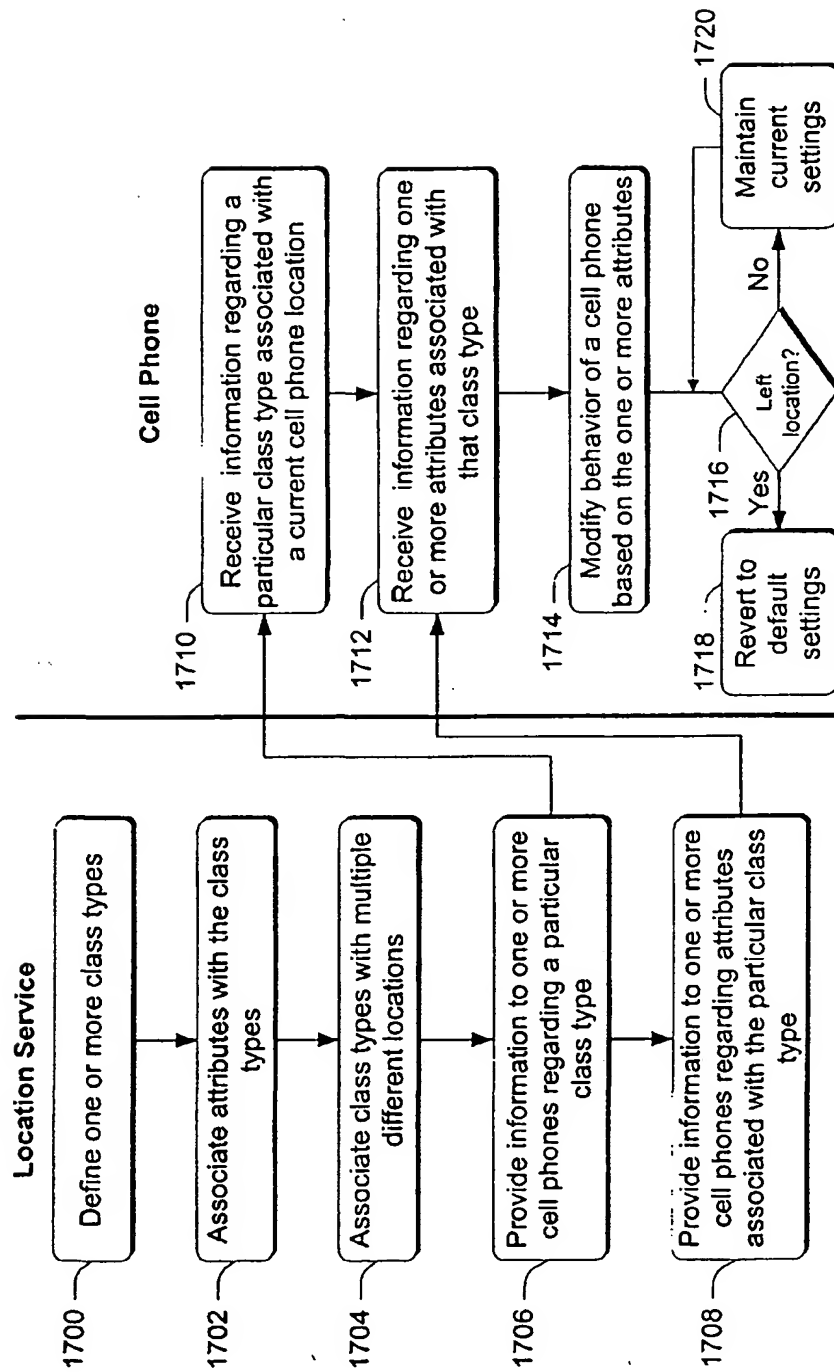 Location Service
1700
Define one or more class types
1702
Associate attributes with the class
types
1704
Associate class types with multiple
different locations
1706
Provide information to one or more
cell phones regarding a particular
class type
1708
Provide information to one or more
cell phones regarding attributes
associated with the particular class
type
Cell Phone
1710
Receive information regarding a
particular class type associated with
a current cell phone location
1712
Receive information regarding one
or more attributes associated with
that class type
1714
Modify behavior of a cell phone
based on the one or more attributes
1716
Left
location?
Yes
No
1718
Revert to
default
settings
1720
Maintain
current
settings